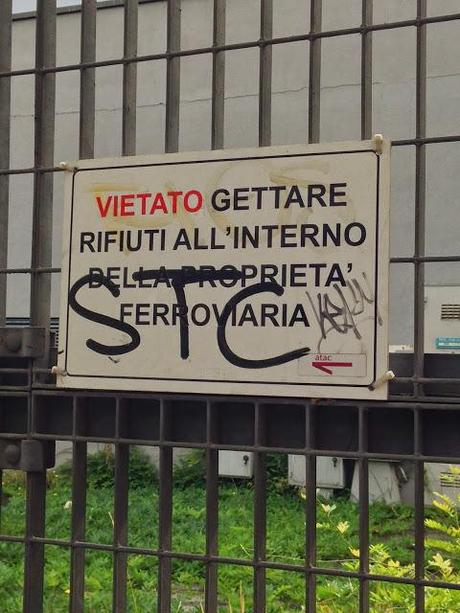 VIETATO GETTARE
RIFIUTI ALL'INTERNO
DELLA PROPRIETA'
FERROVIARIA
STC
atac